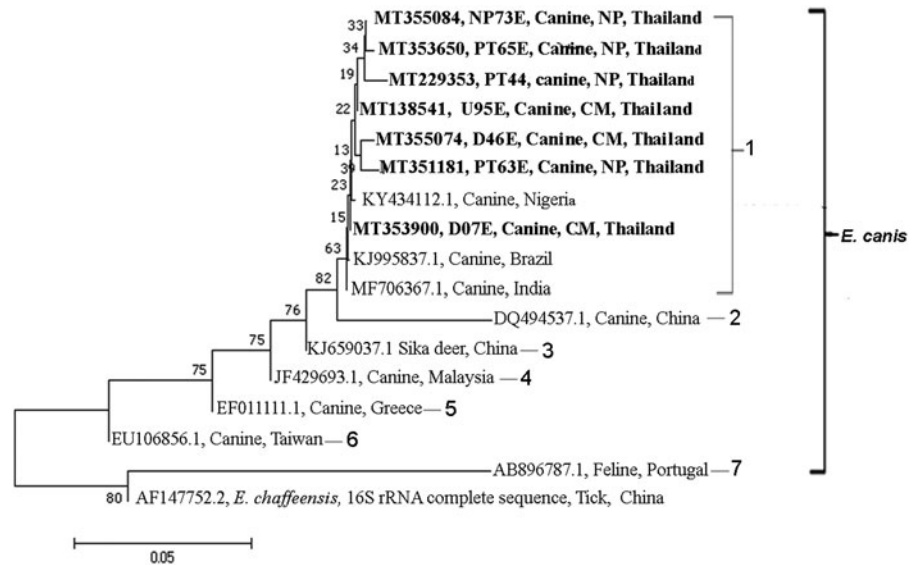 33
MT355084, NP73E, Canine, NP, Thailand
34
MT353650, PT65E, Canine, NP, Thailand
19
MT229353, PT44, canine, NP, Thailand
22
MT138541, U95E, Canine, CM, Thailand
MT355074, D46E, Canine, CM, Thailand
1
13
39
MT351181, PT63E, Canine, NP, Thailand
23
KY434112.1, Canine, Nigeria
15
MT353900, D07E, Canine, CM, Thailand
E. canis
63
KJ995837.1, Canine, Brazil
82
MF706367.1, Canine, India
76
DQ494537.1, Canine, China 2
75
KJ659037.1 Sika deer, China 3
75
JF429693.1, Canine, Malaysia 4
EF011111.1, Canine, Greece 5
EU106856.1, Canine, Taiwan 6
AB896787.1, Feline, Portugal 7
80
AF147752.2, E. chaffeensis, 16S rRNA complete sequence, Tick, China
0.05